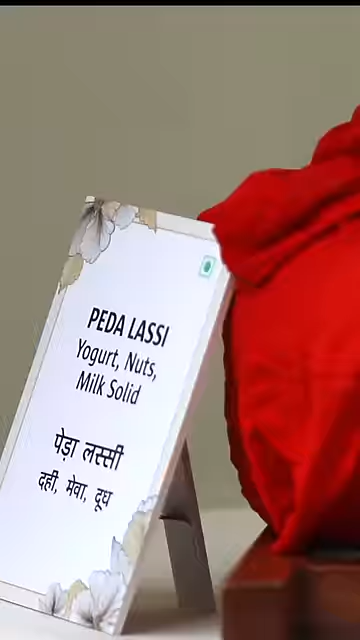 PEDA LASSI
Yogurt, Nuts,
Milk Solid
पेड़ा लस्सी
दही, मेवा, दूध